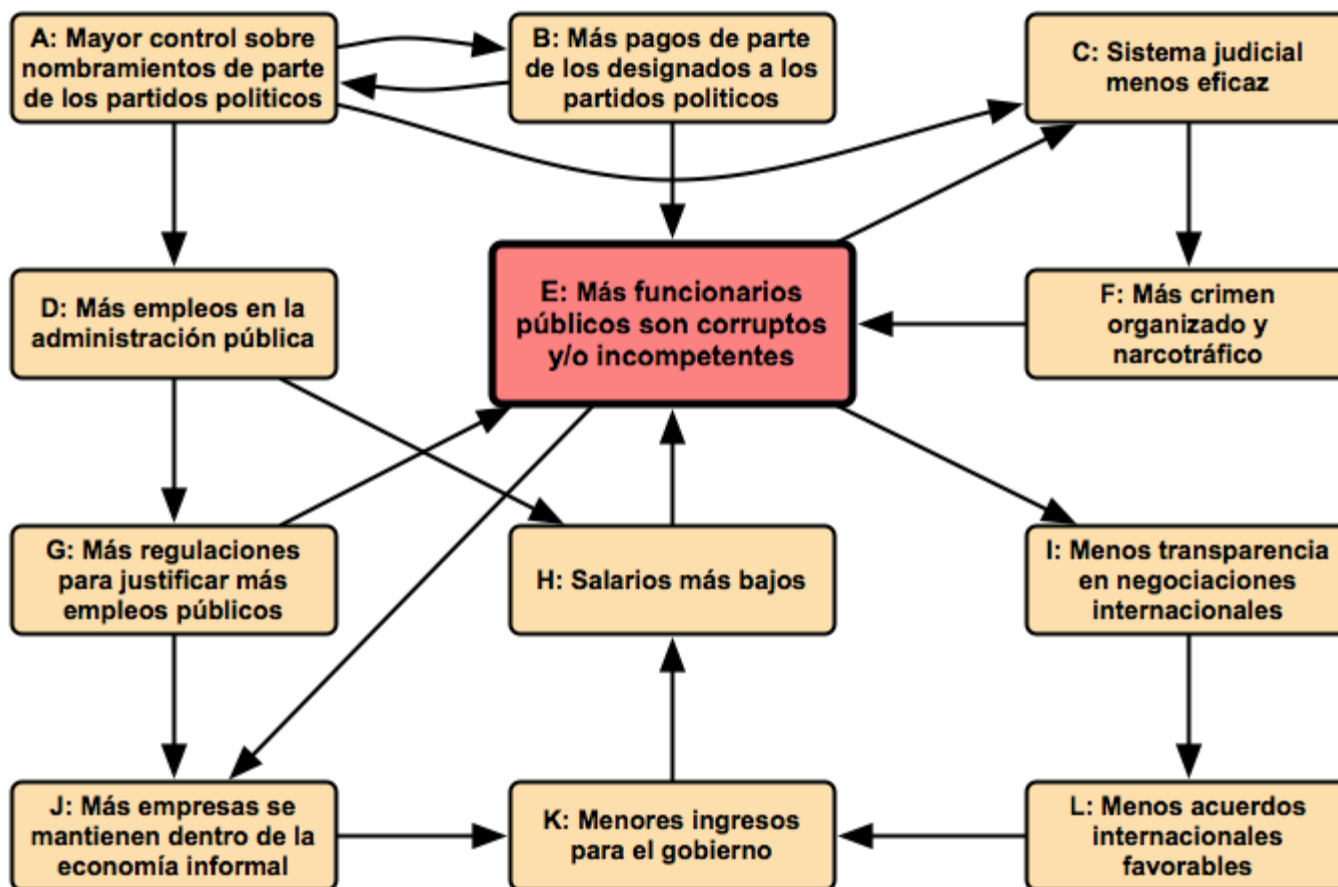 A: Mayor control sobre
nombramientos de parte
de los partidos politicos
B: Más pagos de parte
de los designados a los
partidos politicos
C: Sistema judicial
menos eficaz
D: Más empleos en la
administración pública
E: Más funcionarios
públicos son corruptos
y/o incompetentes
F: Más crimen
organizado y
narcotráfico
G: Más regulaciones
para justificar más
empleos públicos
H: Salarios más bajos
I: Menos transparencia
en negociaciones
internacionales
J: Más empresas se
mantienen dentro de la
economía informal
K: Menores ingresos
para el gobierno
L: Menos acuerdos
internacionales
favorables